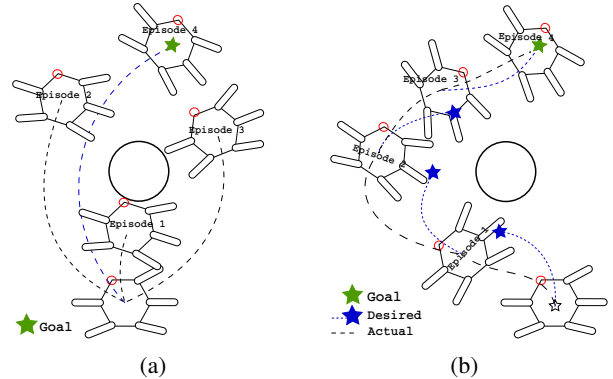 Episode 4
Episode 2
Episode 3
Episode 1
Goal
(a)
Episode 4
Episode 3
Episode 2
Episode 1
Goal
Desired
Actual
(b)